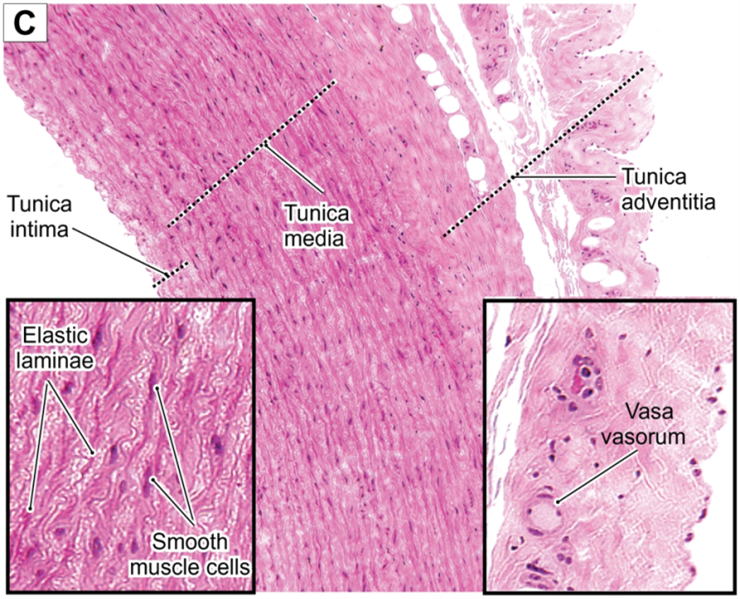 C
Tunica
intima
Tunica
media
Tunica
adventitia
Elastic
laminae
Smooth
muscle cells
Vasa
vasorum